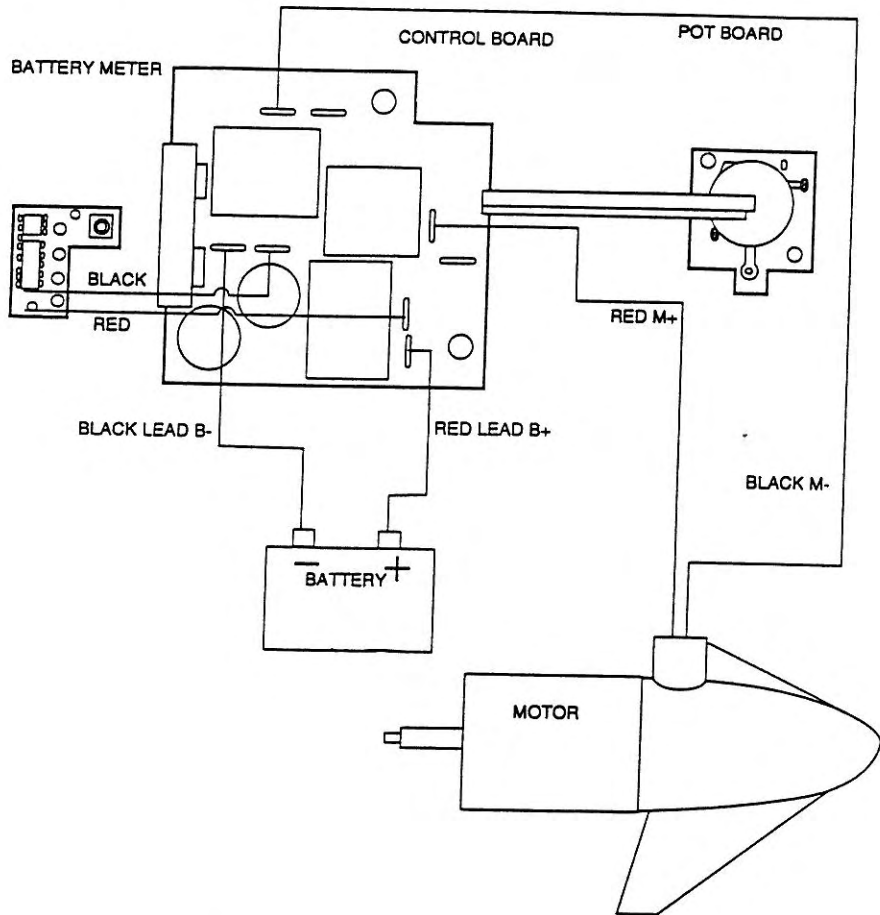 CONTROL BOARD
POT BOARD
BATTERY METER
BLACK
RED
RED M+
BLACK LEAD B-
RED LEAD B+
BLACK M-
− +
BATTERY
MOTOR